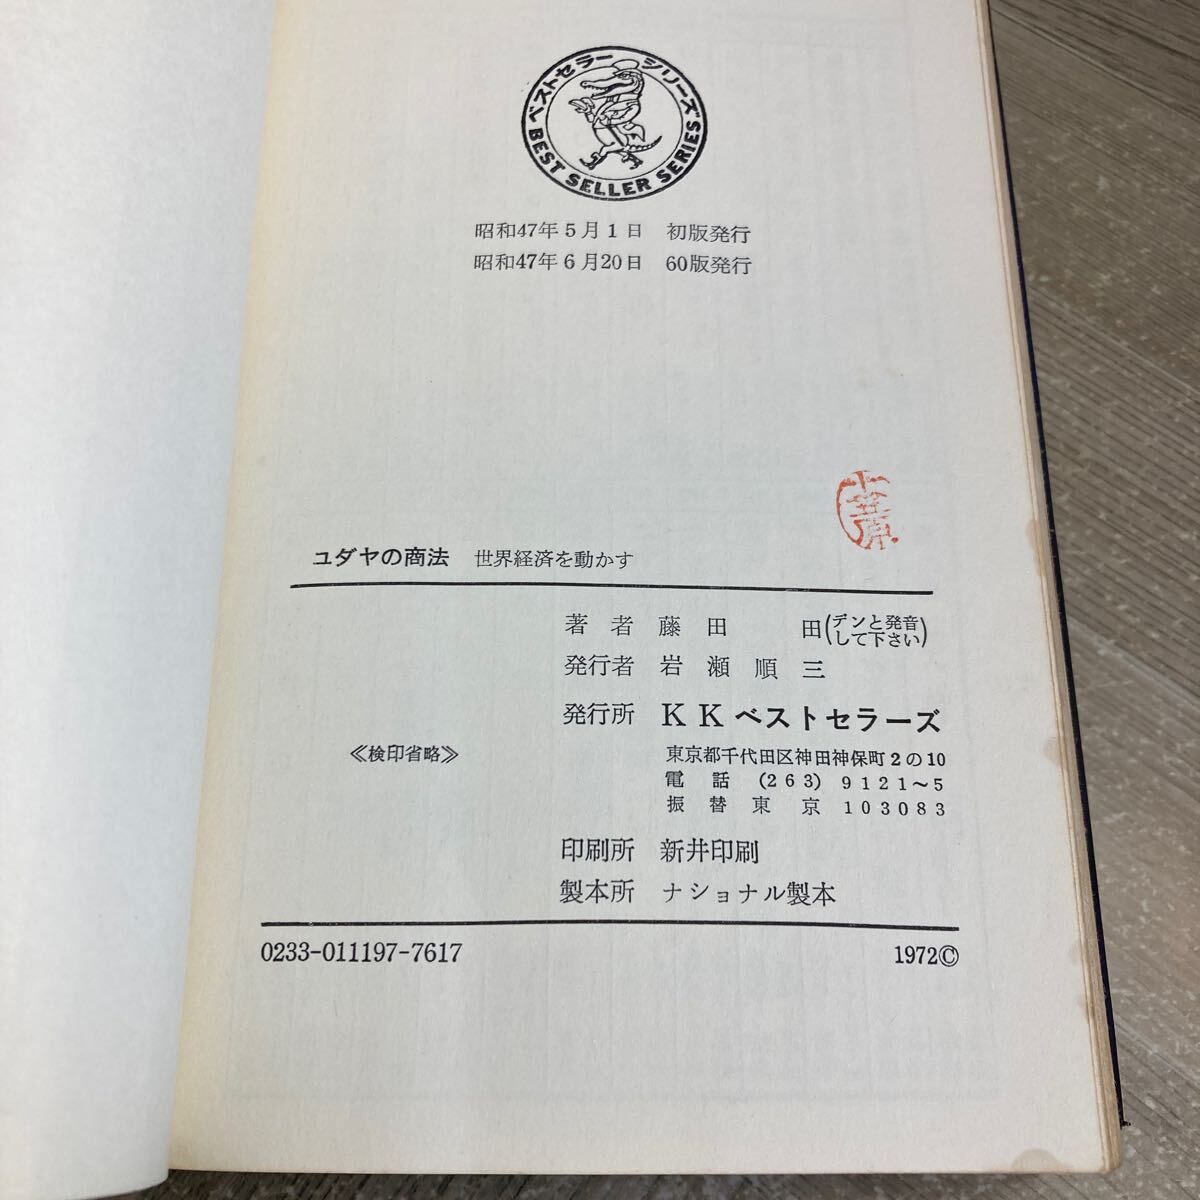 ベストセラーシリーズ
BEST SELLER SERIES
昭和47年5月1日 初版発行
昭和47年6月20日 60版発行
ユダヤの商法 世界経済を動かす
著者 藤田 田(デンと発音して下さい)
発行者 岩瀬順三
発行所 KKベストセラーズ
東京都千代田区神田神保町2の10
電話 (263) 9121~5
振替東京 103083
≪検印省略≫
印刷所 新井印刷
製本所 ナショナル製本
0233-011197-7617
1972©